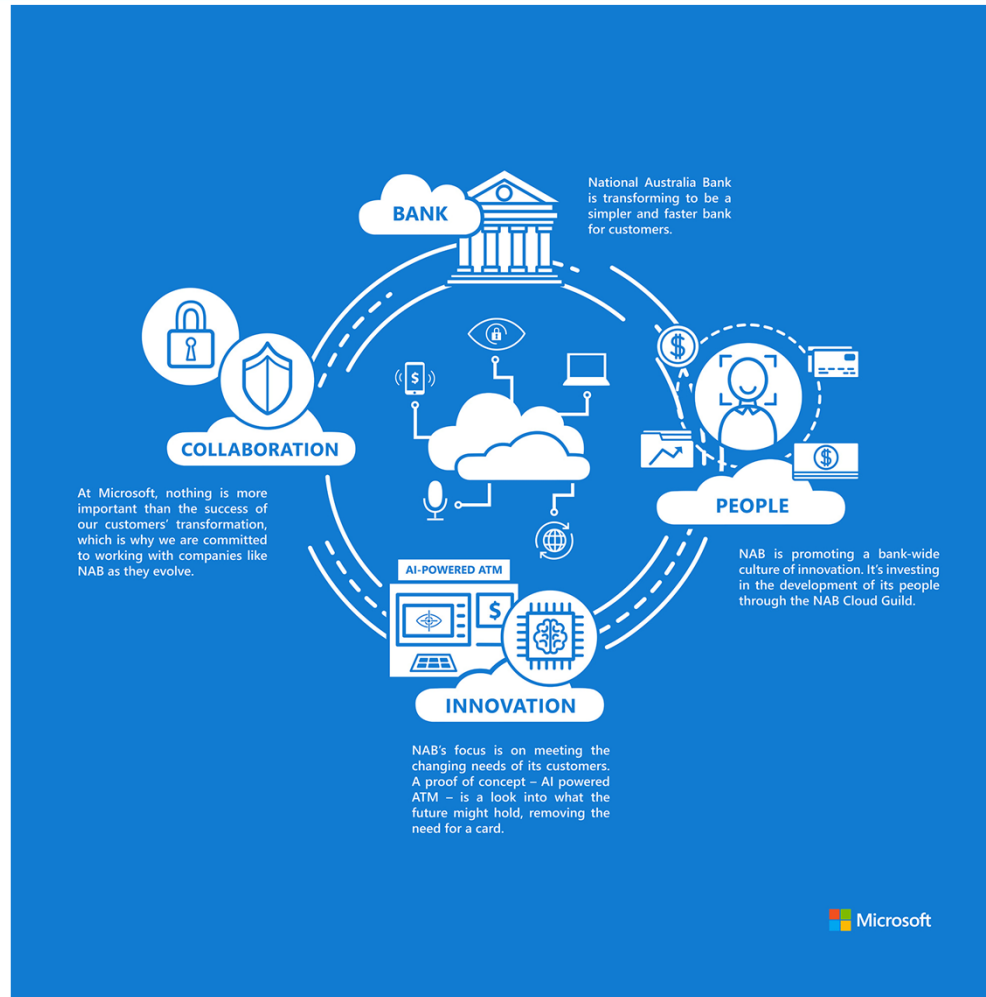 BANK
National Australia Bank
is transforming to be a
simpler and faster bank
for customers.
$
$
$
COLLABORATION
At Microsoft, nothing is more
important than the success of
our customers’ transformation,
which is why we are committed
to working with companies like
NAB as they evolve.
PEOPLE
NAB is promoting a bank-wide
culture of innovation. It’s investing
in the development of its people
through the NAB Cloud Guild.
AI-POWERED ATM
$
INNOVATION
NAB’s focus is on meeting the
changing needs of its customers.
A proof of concept – AI powered
ATM – is a look into what the
future might hold, removing the
need for a card.
Microsoft